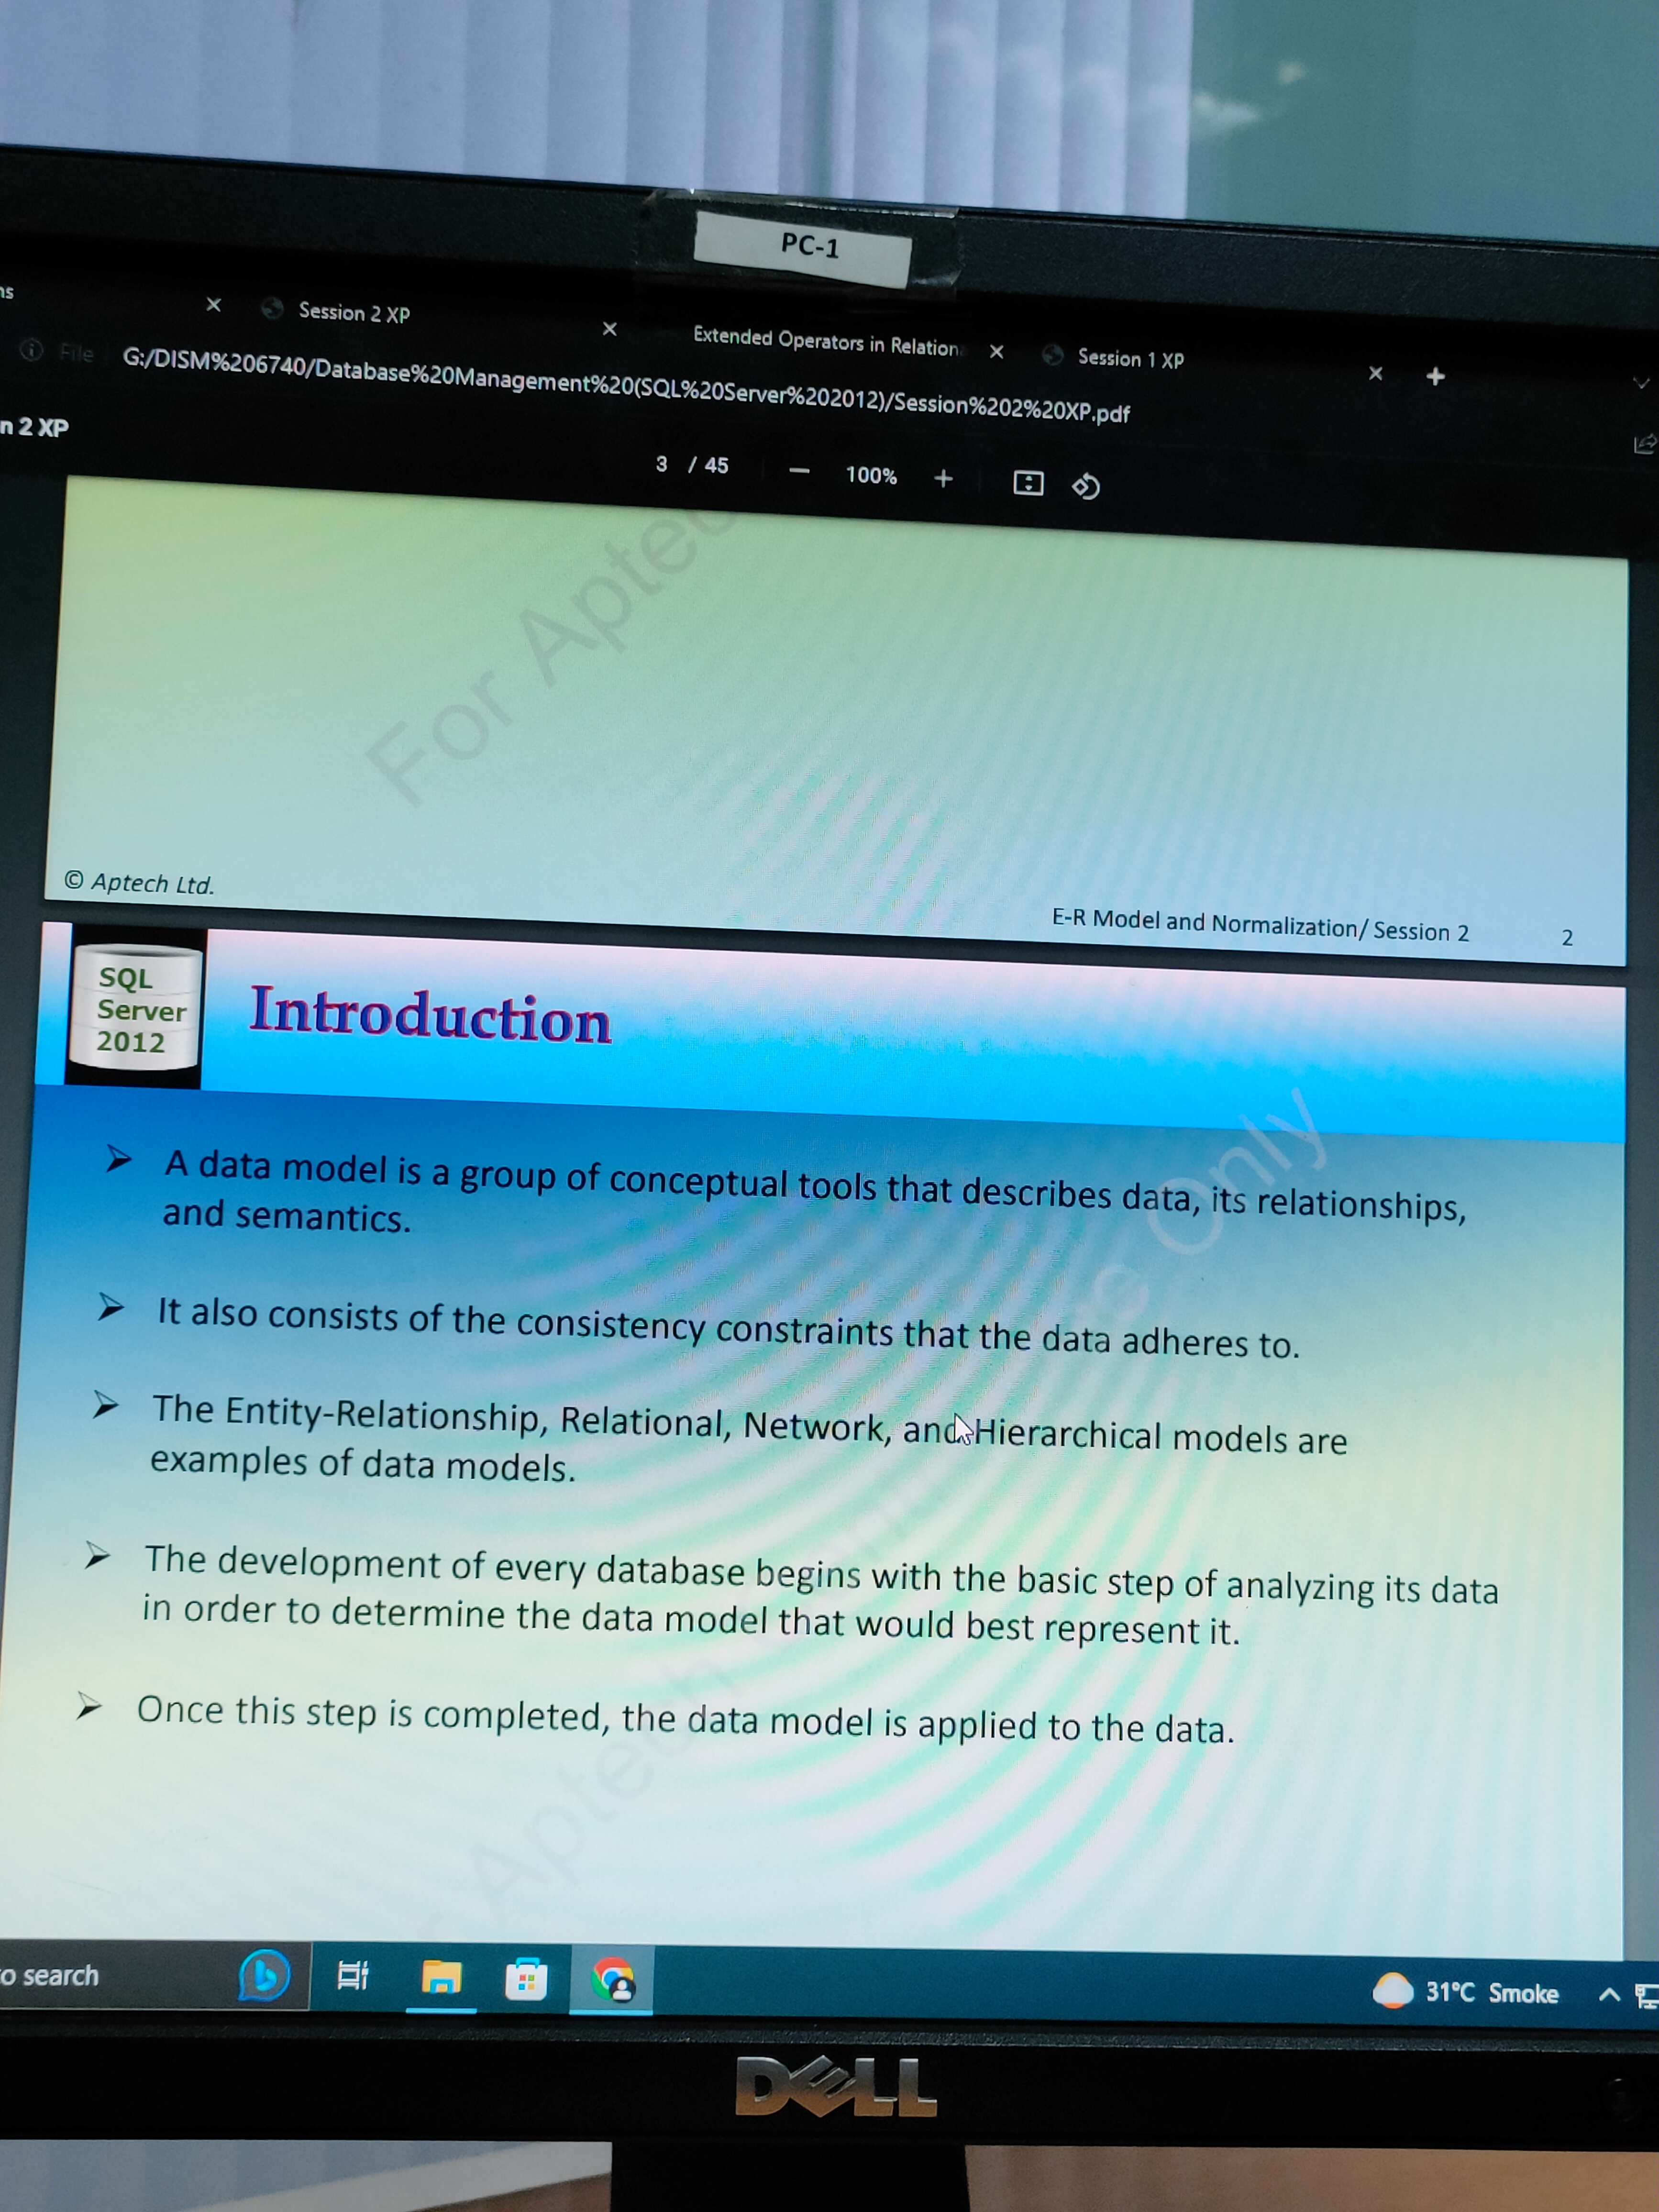 PC-1
ns
Session 2 XP
Extended Operators in Relation
Session 1 XP
File
G:/DISM%206740/Database%20Management%20(SQL%20Server%202012)/Session%202%20XP.pdf
n 2 XP
3 / 45
100%
For Aptec
© Aptech Ltd.
E-R Model and Normalization/ Session 2
2
SQL
Server
2012
Introduction
➢ A data model is a group of conceptual tools that describes data, its relationships,
and semantics.
➢ It also consists of the consistency constraints that the data adheres to.
➢ The Entity-Relationship, Relational, Network, and Hierarchical models are
examples of data models.
➢ The development of every database begins with the basic step of analyzing its data
in order to determine the data model that would best represent it.
➢ Once this step is completed, the data model is applied to the data.
Aptech
Only
o search
31°C Smoke
DELL